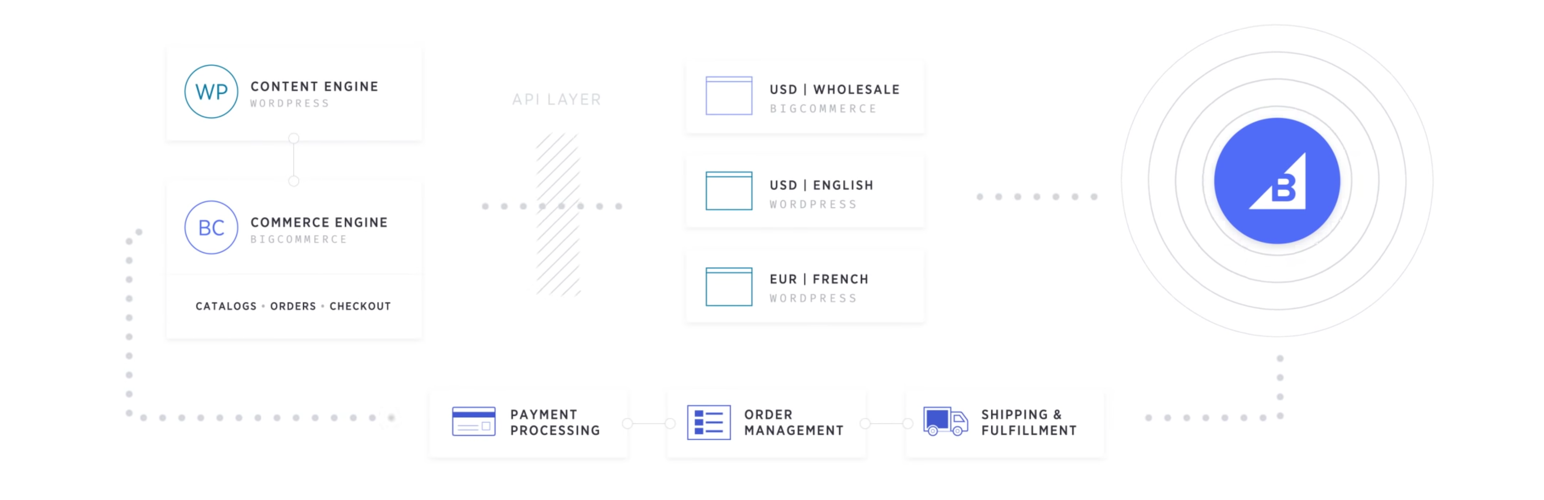 WP
CONTENT ENGINE
WORDPRESS
BC
COMMERCE ENGINE
BIGCOMMERCE
CATALOGS • ORDERS • CHECKOUT
API LAYER
USD | WHOLESALE
BIGCOMMERCE
USD | ENGLISH
WORDPRESS
EUR | FRENCH
WORDPRESS
B
PAYMENT
PROCESSING
ORDER
MANAGEMENT
SHIPPING &
FULFILLMENT